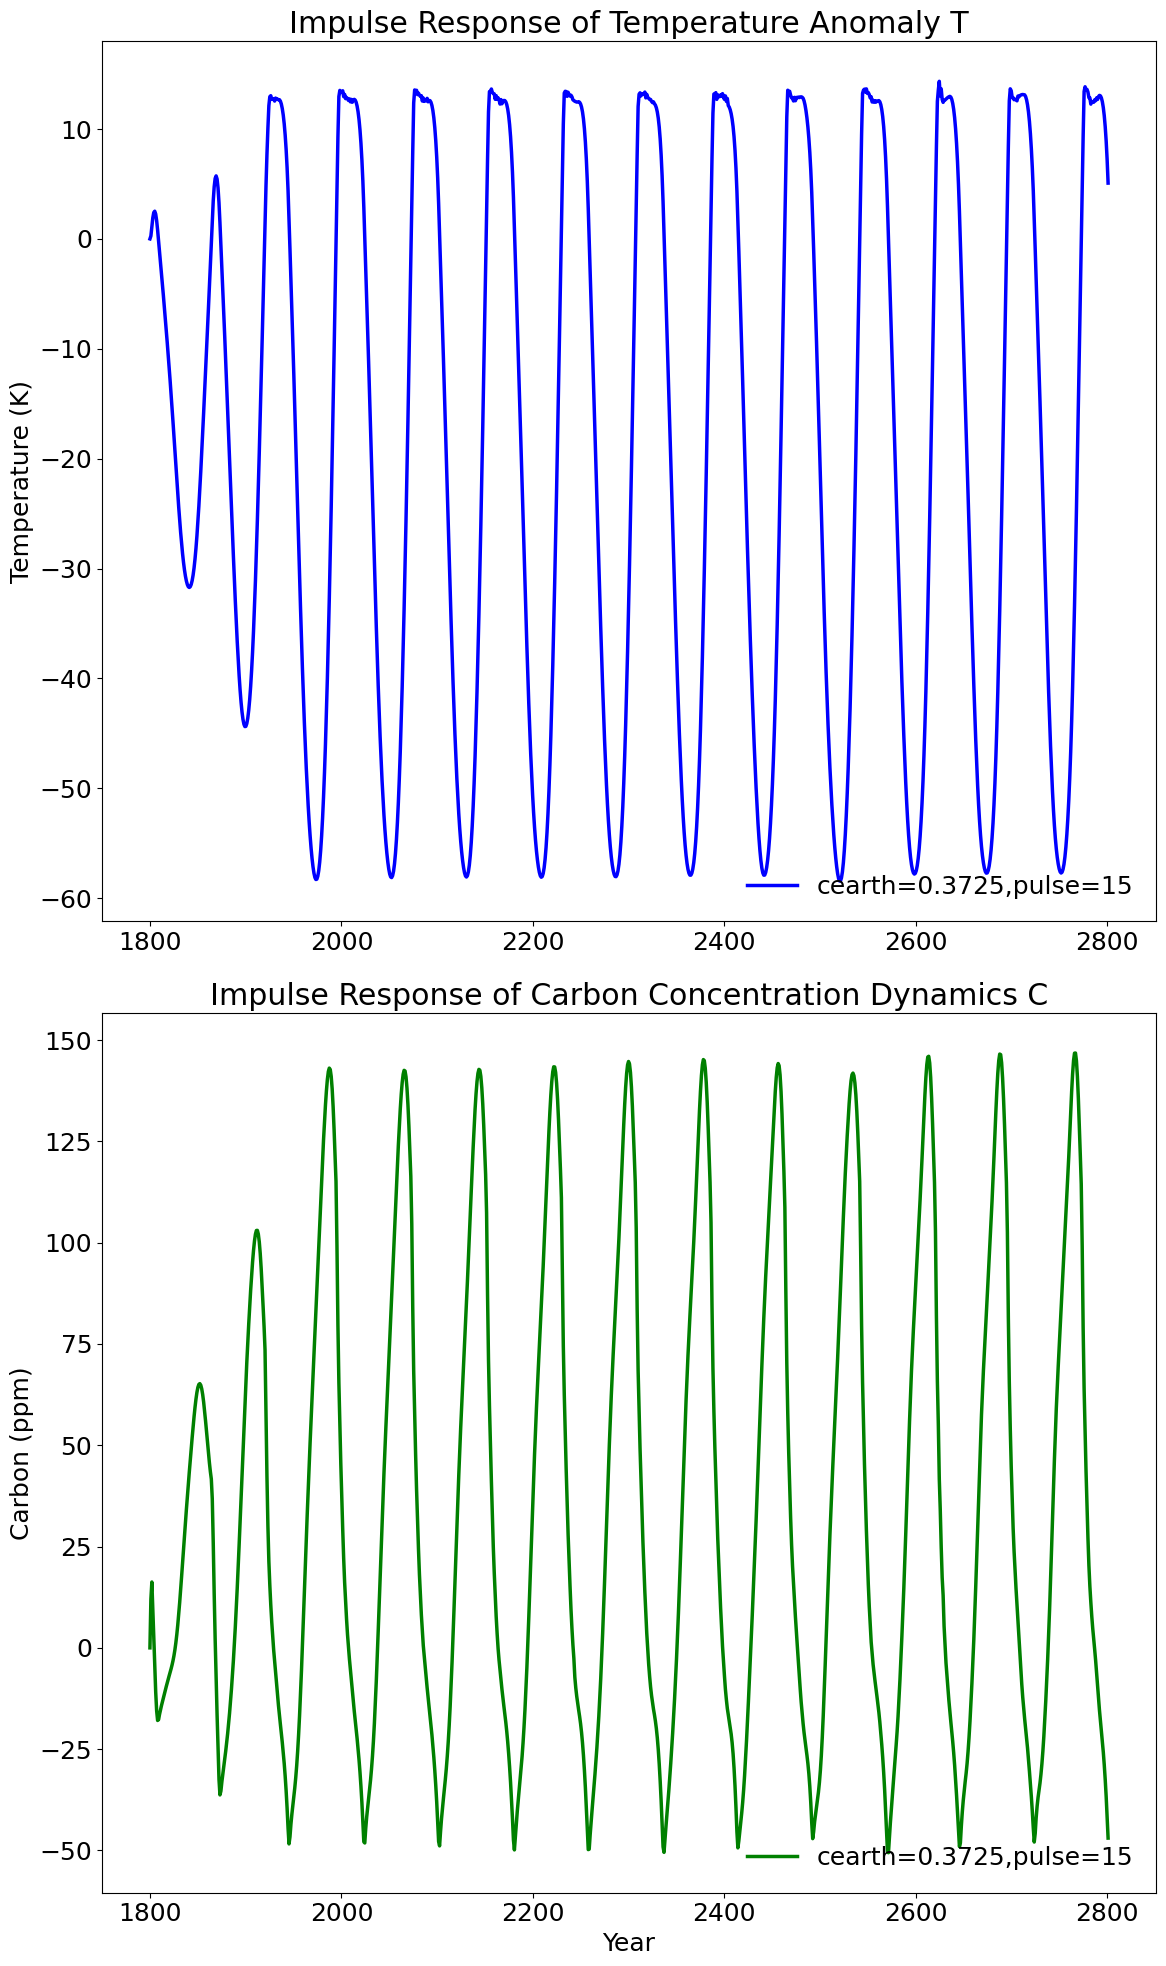 Impulse Response of Temperature Anomaly T
Temperature (K)
10
0
−10
−20
−30
−40
−50
−60
cearth=0.3725,pulse=15
1800 2000 2200 2400 2600 2800
Impulse Response of Carbon Concentration Dynamics C
Carbon (ppm)
150
125
100
75
50
25
0
−25
−50
cearth=0.3725,pulse=15
1800 2000 2200 2400 2600 2800
Year